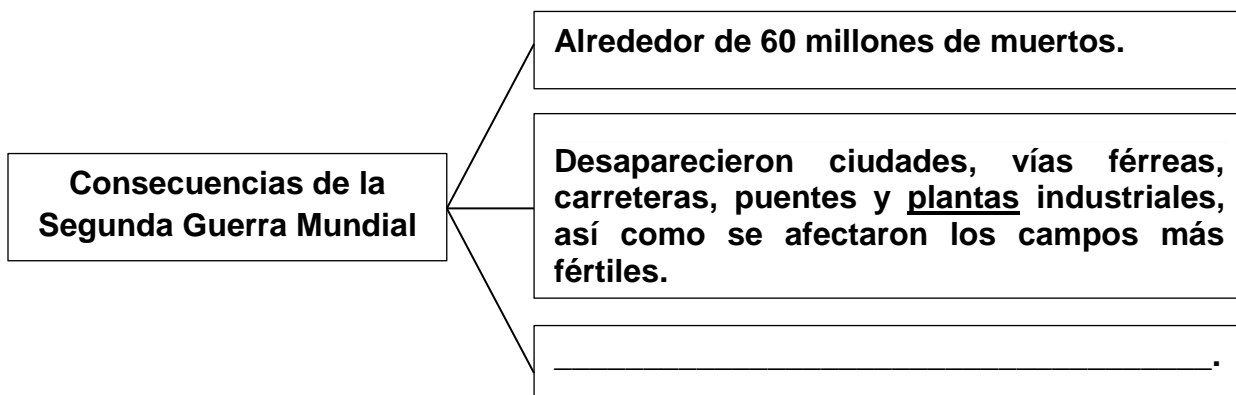 Alrededor de 60 millones de muertos.
Consecuencias de la
Segunda Guerra Mundial
Desaparecieron ciudades, vías férreas,
carreteras, puentes y plantas industriales,
así como se afectaron los campos más
fértiles.
_______________________________________.